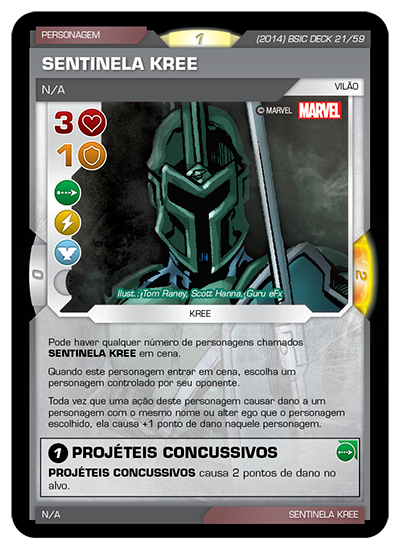 PERSONAGEM
1
(2014) BSIC DECK 21/59
SENTINELA KREE
N/A
VILÃO
3
© MARVEL MARVEL
1
0
2
Ilust.: Tom Raney, Scott Hanna, Guru eFx
KREE
Pode haver qualquer número de personagens chamados
SENTINELA KREE em cena.
Quando este personagem entrar em cena, escolha um
personagem controlado por seu oponente.
Toda vez que uma ação deste personagem causar dano a um
personagem com o mesmo nome ou alter ego que o personagem
escolhido, ela causa +1 ponto de dano naquele personagem.
1 PROJÉTEIS CONCUSSIVOS
PROJÉTEIS CONCUSSIVOS causa 2 pontos de dano no
alvo.
N/A
SENTINELA KREE